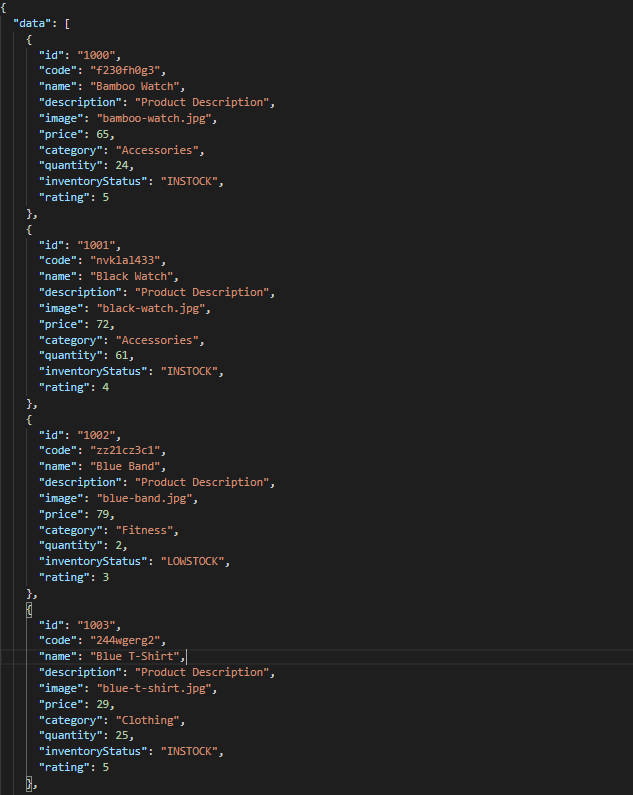 {
"data": [
{
"id": "1000",
"code": "f230fh0g3",
"name": "Bamboo Watch",
"description": "Product Description",
"image": "bamboo-watch.jpg",
"price": 65,
"category": "Accessories",
"quantity": 24,
"inventoryStatus": "INSTOCK",
"rating": 5
},
{
"id": "1001",
"code": "nvklal433",
"name": "Black Watch",
"description": "Product Description",
"image": "black-watch.jpg",
"price": 72,
"category": "Accessories",
"quantity": 61,
"inventoryStatus": "INSTOCK",
"rating": 4
},
{
"id": "1002",
"code": "zz21cz3c1",
"name": "Blue Band",
"description": "Product Description",
"image": "blue-band.jpg",
"price": 79,
"category": "Fitness",
"quantity": 2,
"inventoryStatus": "LOWSTOCK",
"rating": 3
},
{
"id": "1003",
"code": "244wgerg2",
"name": "Blue T-Shirt",
"description": "Product Description",
"image": "blue-t-shirt.jpg",
"price": 29,
"category": "Clothing",
"quantity": 25,
"inventoryStatus": "INSTOCK",
"rating": 5
},